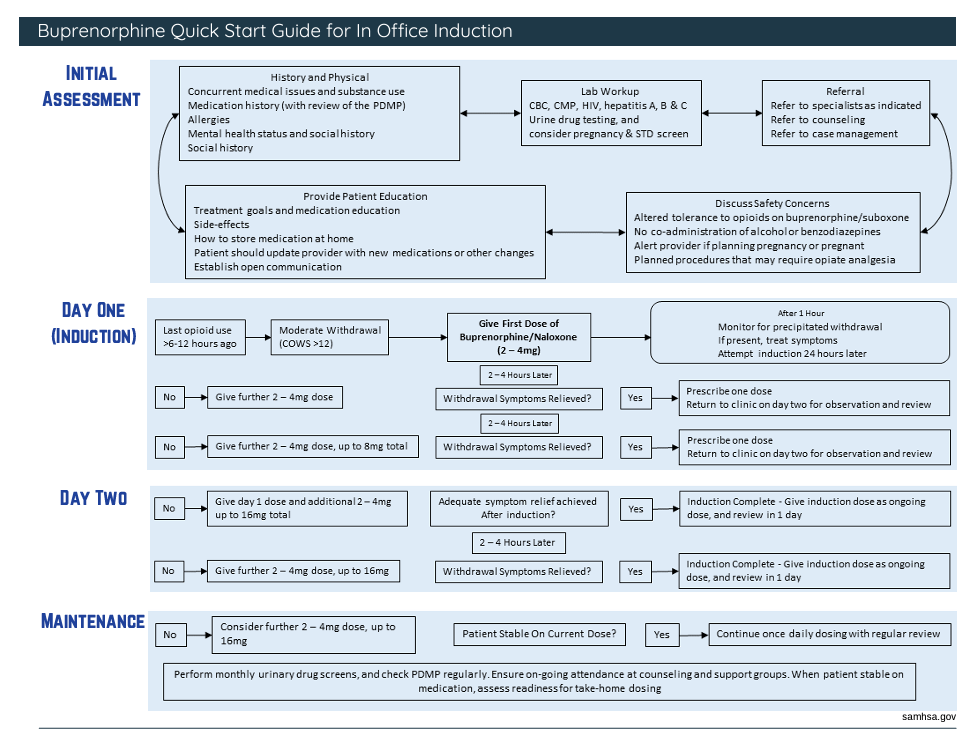 Buprenorphine Quick Start Guide for In Office Induction
INITIAL
ASSESSMENT
History and Physical
Concurrent medical issues and substance use
Medication history (with review of the PDMP)
Allergies
Mental health status and social history
Social history
Lab Workup
CBC, CMP, HIV, hepatitis A, B & C
Urine drug testing, and
consider pregnancy & STD screen
Referral
Refer to specialists as indicated
Refer to counseling
Refer to case management
Provide Patient Education
Treatment goals and medication education
Side-effects
How to store medication at home
Patient should update provider with new medications or other changes
Establish open communication
Discuss Safety Concerns
Altered tolerance to opioids on buprenorphine/suboxone
No co-administration of alcohol or benzodiazepines
Alert provider if planning pregnancy or pregnant
Planned procedures that may require opiate analgesia
DAY ONE
(INDUCTION)
Last opioid use
>6-12 hours ago
Moderate Withdrawal
(COWS >12)
Give First Dose of
Buprenorphine/Naloxone
(2 – 4mg)
After 1 Hour
Monitor for precipitated withdrawal
If present, treat symptoms
Attempt induction 24 hours later
2 – 4 Hours Later
No
Give further 2 – 4mg dose
Withdrawal Symptoms Relieved?
Yes
Prescribe one dose
Return to clinic on day two for observation and review
2 – 4 Hours Later
No
Give further 2 – 4mg dose, up to 8mg total
Withdrawal Symptoms Relieved?
Yes
Prescribe one dose
Return to clinic on day two for observation and review
DAY TWO
No
Give day 1 dose and additional 2 – 4mg
up to 16mg total
Adequate symptom relief achieved
After induction?
Yes
Induction Complete - Give induction dose as ongoing
dose, and review in 1 day
2 – 4 Hours Later
No
Give further 2 – 4mg dose, up to 16mg
Withdrawal Symptoms Relieved?
Yes
Induction Complete - Give induction dose as ongoing
dose, and review in 1 day
MAINTENANCE
No
Consider further 2 – 4mg dose, up to
16mg
Patient Stable On Current Dose?
Yes
Continue once daily dosing with regular review
Perform monthly urinary drug screens, and check PDMP regularly. Ensure on-going attendance at counseling and support groups. When patient stable on
medication, assess readiness for take-home dosing
samhsa.gov